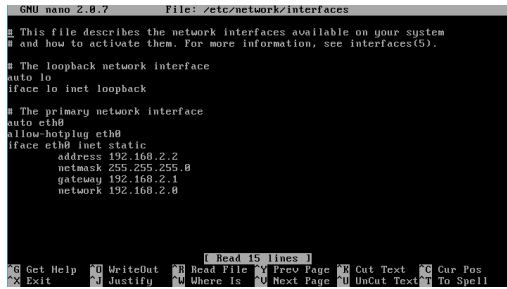 GNU nano 2.0.7 File: /etc/network/interfaces
# This file describes the network interfaces available on your system
# and how to activate them. For more information, see interfaces(5).
# The loopback network interface
auto lo
iface lo inet loopback
# The primary network interface
auto eth0
allow-hotplug eth0
iface eth0 inet static
address 192.168.2.2
netmask 255.255.255.0
gateway 192.168.2.1
network 192.168.2.0
[ Read 15 lines ]
^G Get Help ^O WriteOut ^R Read File ^Y Prev Page ^K Cut Text ^C Cur Pos
^X Exit ^J Justify ^W Where Is ^V Next Page ^U UnCut Text ^T To Spell